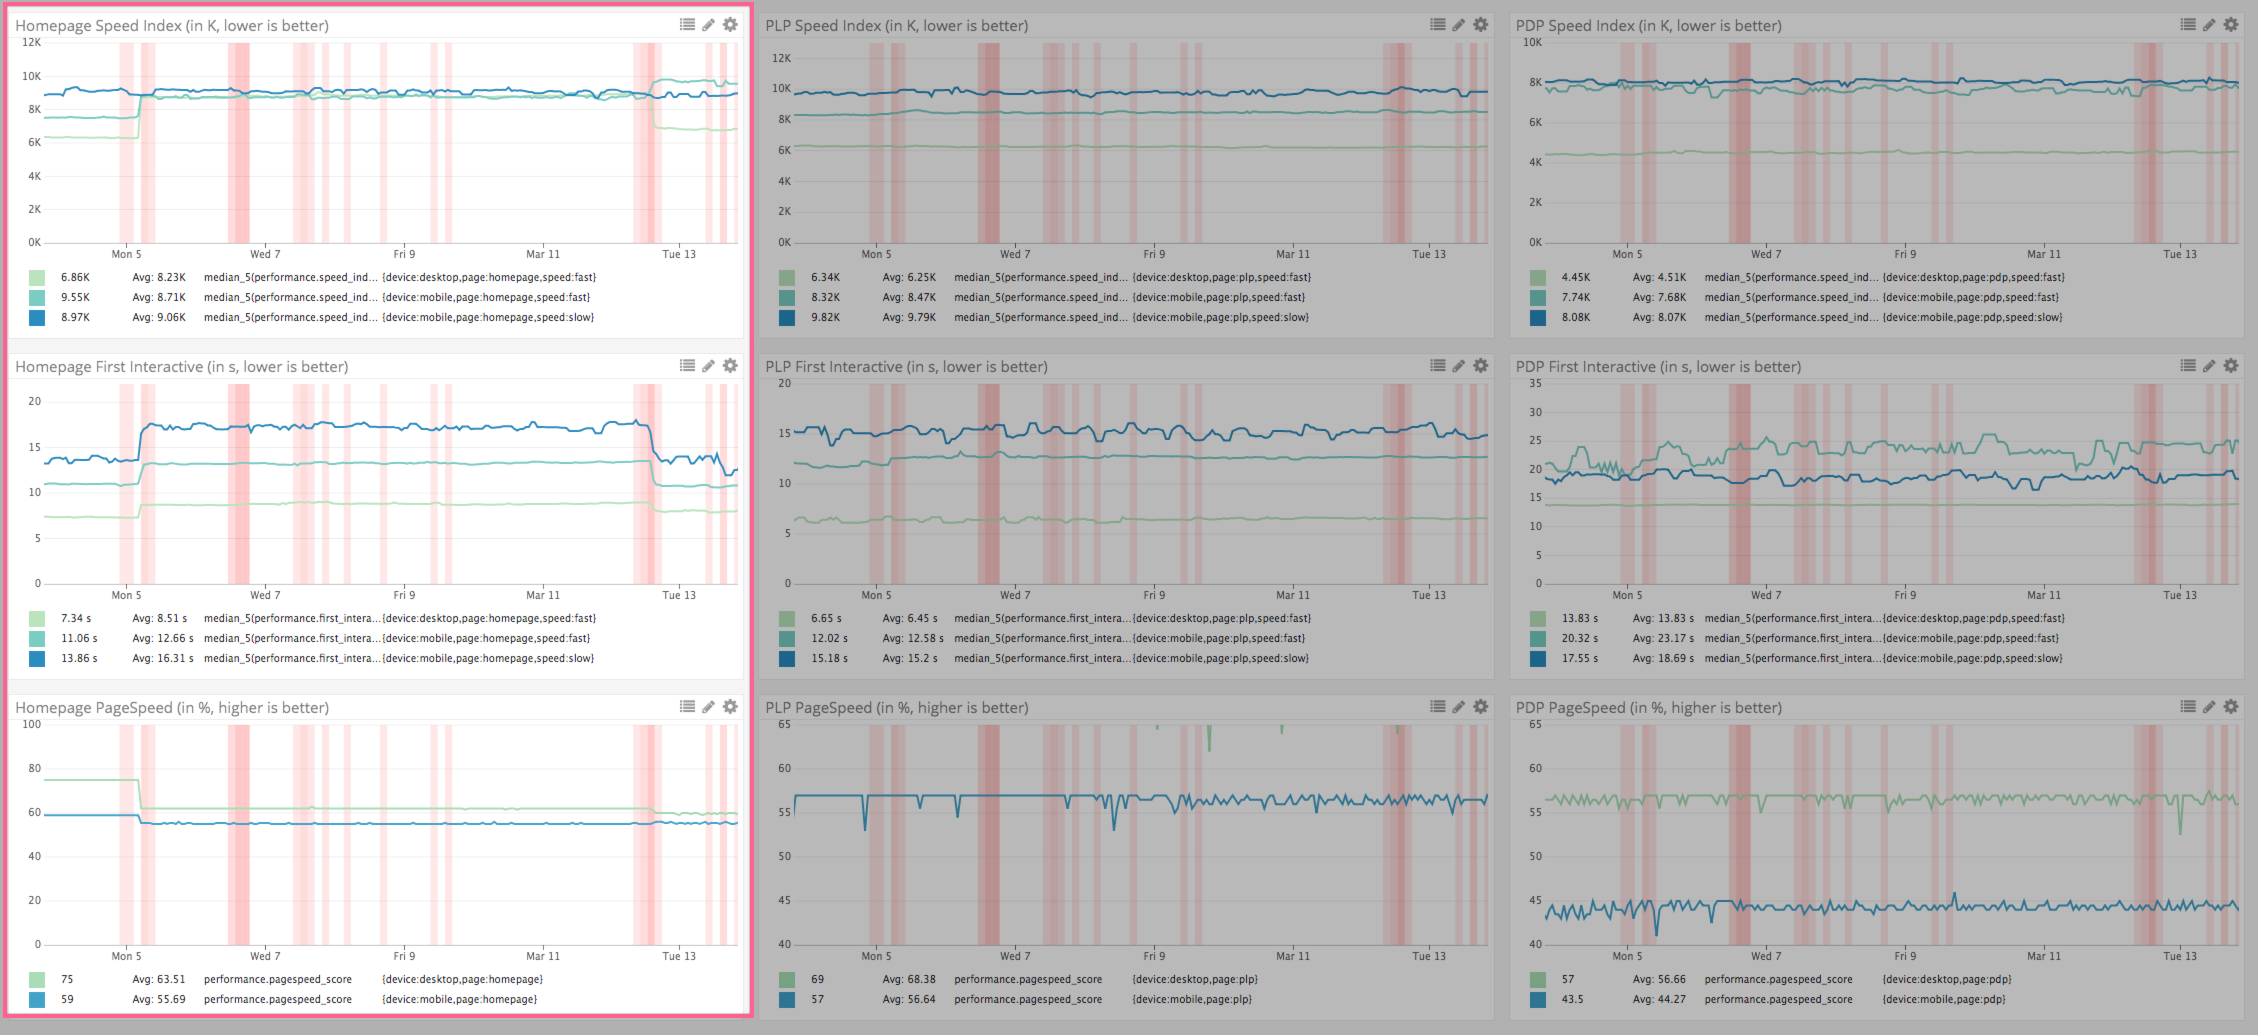 Homepage Speed Index (in K, lower is better)
12K
10K
8K
6K
4K
2K
0K
Mon 5 Wed 7 Fri 9 Mar 11 Tue 13
6.86K Avg: 8.23K median_5(performance.speed_ind... {device:desktop,page:homepage,speed:fast}
9.55K Avg: 8.71K median_5(performance.speed_ind... {device:mobile,page:homepage,speed:fast}
8.97K Avg: 9.06K median_5(performance.speed_ind... {device:mobile,page:homepage,speed:slow}
PLP Speed Index (in K, lower is better)
12K
10K
8K
6K
4K
2K
0K
Mon 5 Wed 7 Fri 9 Mar 11 Tue 13
6.34K Avg: 6.25K median_5(performance.speed_ind... {device:desktop,page:plp,speed:fast}
8.32K Avg: 8.47K median_5(performance.speed_ind... {device:mobile,page:plp,speed:fast}
9.82K Avg: 9.79K median_5(performance.speed_ind... {device:mobile,page:plp,speed:slow}
PDP Speed Index (in K, lower is better)
10K
8K
6K
4K
2K
0K
Mon 5 Wed 7 Fri 9 Mar 11 Tue 13
4.45K Avg: 4.51K median_5(performance.speed_ind... {device:desktop,page:pdp,speed:fast}
7.74K Avg: 7.68K median_5(performance.speed_ind... {device:mobile,page:pdp,speed:fast}
8.08K Avg: 8.07K median_5(performance.speed_ind... {device:mobile,page:pdp,speed:slow}
Homepage First Interactive (in s, lower is better)
20
15
10
5
0
Mon 5 Wed 7 Fri 9 Mar 11 Tue 13
7.34 s Avg: 8.51 s median_5(performance.first_intera...{device:desktop,page:homepage,speed:fast}
11.06 s Avg: 12.66 s median_5(performance.first_intera...{device:mobile,page:homepage,speed:fast}
13.86 s Avg: 16.31 s median_5(performance.first_intera...{device:mobile,page:homepage,speed:slow}
PLP First Interactive (in s, lower is better)
20
15
10
5
0
Mon 5 Wed 7 Fri 9 Mar 11 Tue 13
6.65 s Avg: 6.45 s median_5(performance.first_intera...{device:desktop,page:plp,speed:fast}
12.02 s Avg: 12.58 s median_5(performance.first_intera...{device:mobile,page:plp,speed:fast}
15.18 s Avg: 15.2 s median_5(performance.first_intera...{device:mobile,page:plp,speed:slow}
PDP First Interactive (in s, lower is better)
35
30
25
20
15
10
5
0
Mon 5 Wed 7 Fri 9 Mar 11 Tue 13
13.83 s Avg: 13.83 s median_5(performance.first_intera...{device:desktop,page:pdp,speed:fast}
20.32 s Avg: 23.17 s median_5(performance.first_intera...{device:mobile,page:pdp,speed:fast}
17.55 s Avg: 18.69 s median_5(performance.first_intera...{device:mobile,page:pdp,speed:slow}
Homepage PageSpeed (in %, higher is better)
100
80
60
40
20
0
Mon 5 Wed 7 Fri 9 Mar 11 Tue 13
75 Avg: 63.51 performance.pagespeed_score {device:desktop,page:homepage}
59 Avg: 55.69 performance.pagespeed_score {device:mobile,page:homepage}
PLP PageSpeed (in %, higher is better)
65
60
55
50
45
40
Mon 5 Wed 7 Fri 9 Mar 11 Tue 13
69 Avg: 68.38 performance.pagespeed_score {device:desktop,page:plp}
57 Avg: 56.64 performance.pagespeed_score {device:mobile,page:plp}
PDP PageSpeed (in %, higher is better)
65
60
55
50
45
40
Mon 5 Wed 7 Fri 9 Mar 11 Tue 13
57 Avg: 56.66 performance.pagespeed_score {device:desktop,page:pdp}
43.5 Avg: 44.27 performance.pagespeed_score {device:mobile,page:pdp}